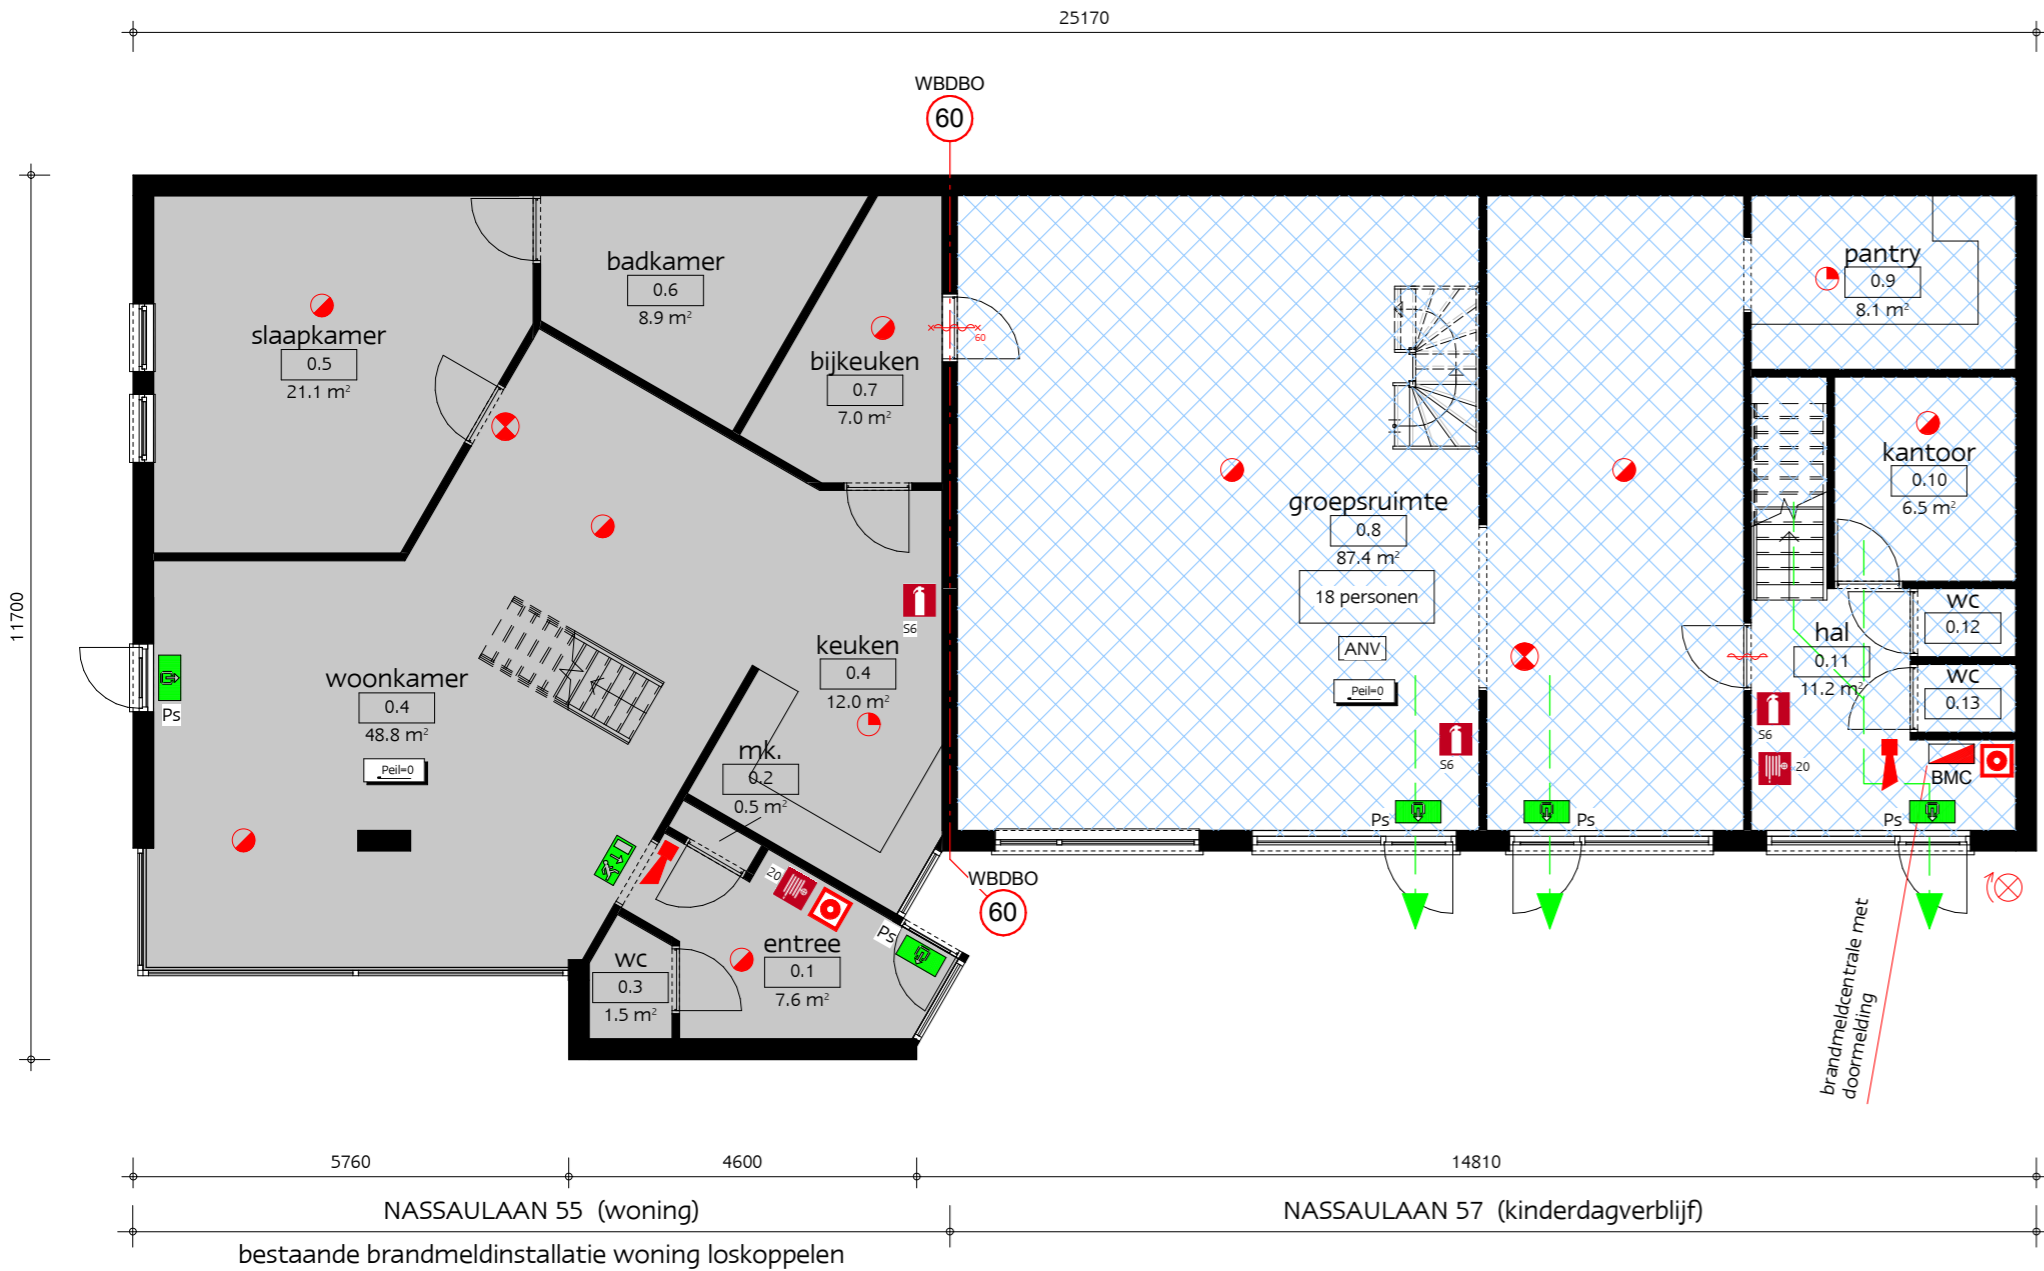 25170
WBDBO
60
11700
slaapkamer
0.5
21.1 m²
badkamer
0.6
8.9 m²
bijkeuken
0.7
7.0 m²
60
pantry
0.9
8.1 m²
kantoor
0.10
6.5 m²
groepsruimte
0.8
87.4 m²
18 personen
ANV
Peil=0
S6
keuken
0.4
12.0 m²
woonkamer
0.4
48.8 m²
Peil=0
Ps
mk.
0.2
0.5 m²
hal
0.11
11.2 m²
wc
0.12
wc
0.13
S6
20
BMC
S6
Ps
Ps
Ps
20
Ps
entree
0.1
7.6 m²
wc
0.3
1.5 m²
WBDBO
60
brandmeldcentrale met
doormelding
5760
4600
14810
NASSAULAAN 55 (woning)
NASSAULAAN 57 (kinderdagverblijf)
bestaande brandmeldinstallatie woning loskoppelen